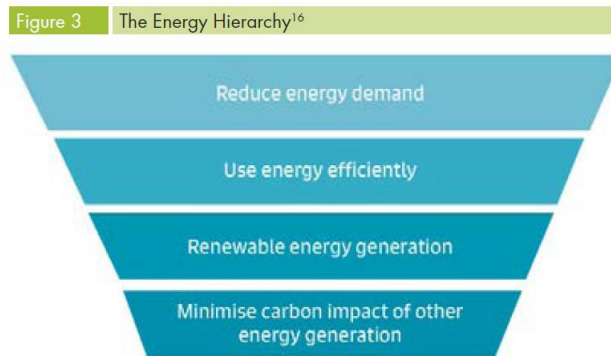 Figure 3 The Energy Hierarchy¹⁶
Reduce energy demand
Use energy efficiently
Renewable energy generation
Minimise carbon impact of other
energy generation